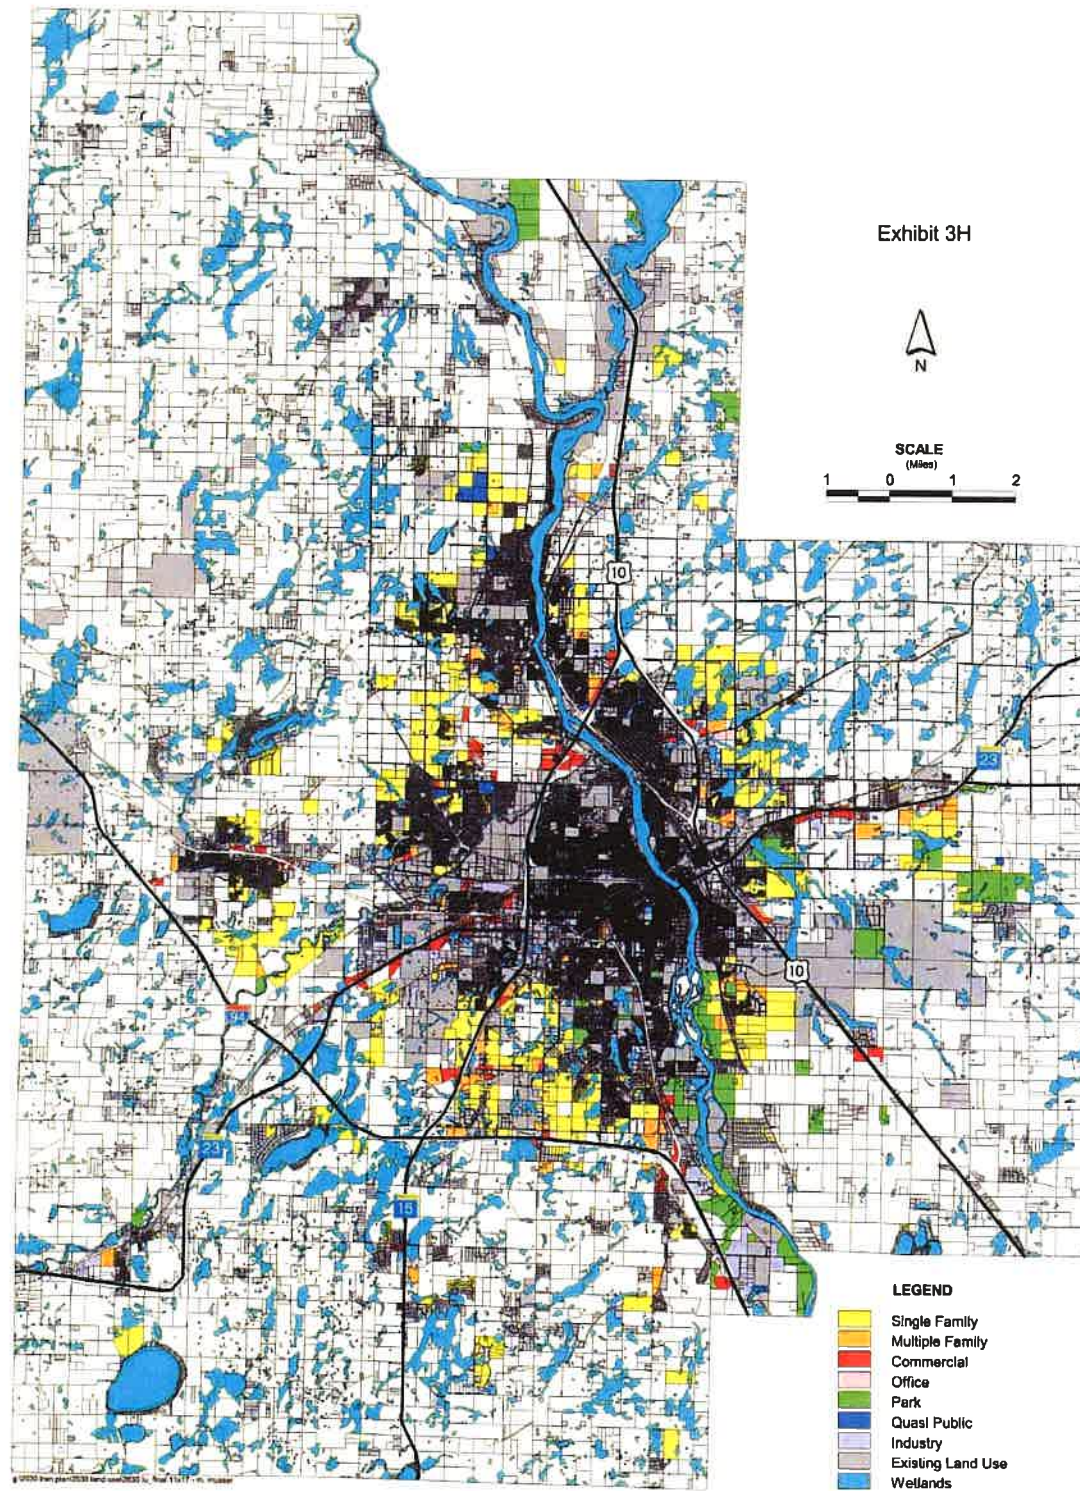 Exhibit 3H
N
SCALE
(Miles)
1 0 1 2
10
23
10
23
15
LEGEND
Single Family
Multiple Family
Commercial
Office
Park
Quasi Public
Industry
Existing Land Use
Wetlands